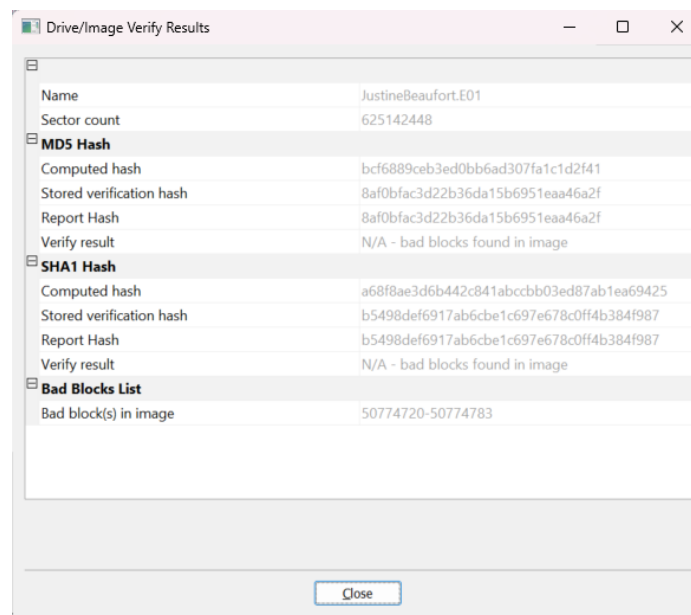 Drive/Image Verify Results
Name JustineBeaufort.E01
Sector count 625142448
MD5 Hash
Computed hash bcf6889ceb3ed0bb6ad307fa1c1d2f41
Stored verification hash 8af0bfac3d22b36da15b6951eaa46a2f
Report Hash 8af0bfac3d22b36da15b6951eaa46a2f
Verify result N/A - bad blocks found in image
SHA1 Hash
Computed hash a68f8ae3d6b442c841abccbb03ed87ab1ea69425
Stored verification hash b5498def6917ab6cbe1c697e678c0ff4b384f987
Report Hash b5498def6917ab6cbe1c697e678c0ff4b384f987
Verify result N/A - bad blocks found in image
Bad Blocks List
Bad block(s) in image 50774720-50774783
Close